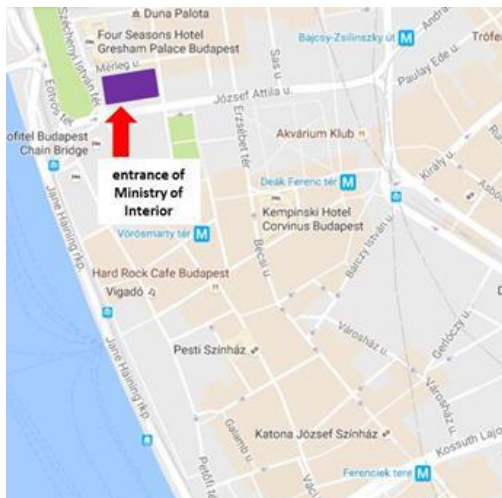 Duna Palota
Four Seasons Hotel
Gresham Palace Budapest
Széchenyi István tér
Mérleg u.
Eötvös tér
Bajcsy-Zsilinszky út M
József Attila u.
Sas u.
Paulay Ede u.
Erzsébet tér
Akvárium Klub
Király u.
ofitel Budapest
Chain Bridge
entrance of
Ministry of
Interior
Deák Ferenc tér M
Kempinski Hotel
Corvinus Budapest
Jane Haining rkp.
Vörösmarty tér M
Bécsi u.
Bárczy István u.
Hard Rock Cafe Budapest
Vigadó
Városház u.
Gerlóczy u.
Jane Haining rkp.
Pesti Színház
Városház u.
Galamb u.
Katona József Színház
Petőfi t
Váci
Kossuth Lajo
Ferenciek tere M